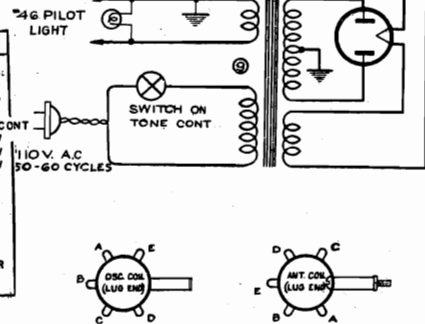 "46 PILOT
LIGHT
6
9
SWITCH ON
TONE CONT
CONT
110 V. A.C
50-60 CYCLES
R
A E
B OSC. COIL
(LUG END)
C D
D C
E ANT. COIL
(LUG END)
B A